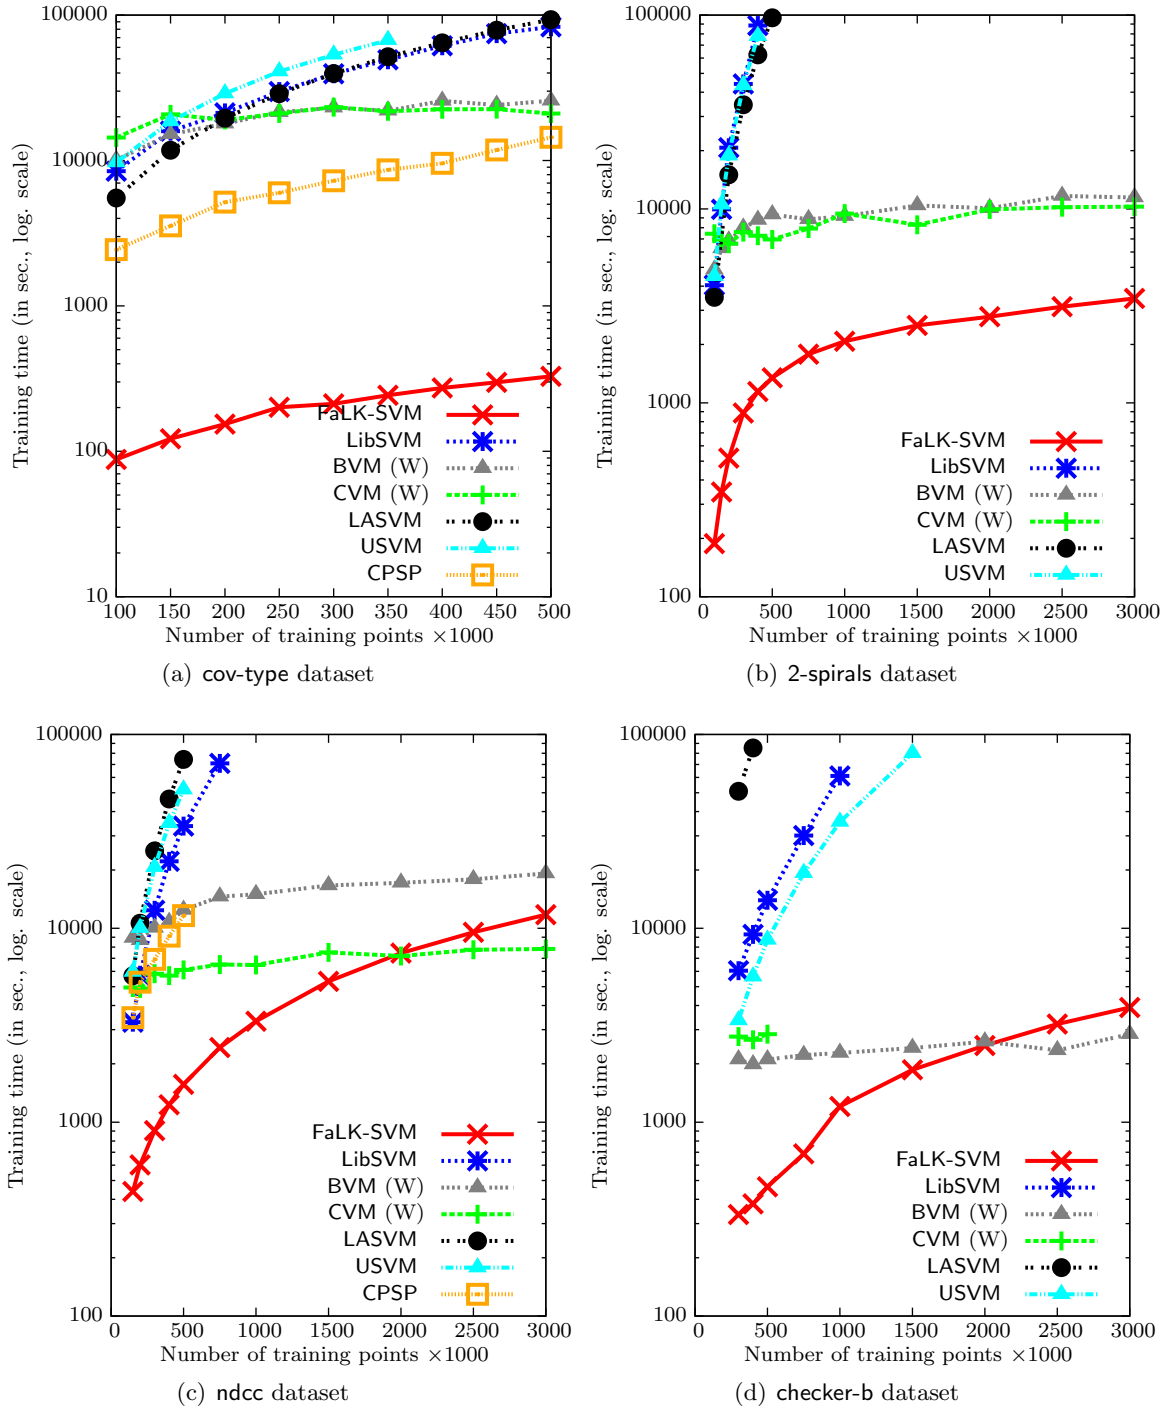 100000
10000
1000
100
10
Training time (in sec., log. scale)
FaLK-SVM
LibSVM
BVM (W)
CVM (W)
LASVM
USVM
CPSP
100 150 200 250 300 350 400 450 500
Number of training points ×1000
(a) cov-type dataset
100000
10000
1000
100
Training time (in sec., log. scale)
FaLK-SVM
LibSVM
BVM (W)
CVM (W)
LASVM
USVM
0 500 1000 1500 2000 2500 3000
Number of training points ×1000
(b) 2-spirals dataset
100000
10000
1000
100
Training time (in sec., log. scale)
FaLK-SVM
LibSVM
BVM (W)
CVM (W)
LASVM
USVM
CPSP
0 500 1000 1500 2000 2500 3000
Number of training points ×1000
(c) ndcc dataset
100000
10000
1000
100
Training time (in sec., log. scale)
FaLK-SVM
LibSVM
BVM (W)
CVM (W)
LASVM
USVM
0 500 1000 1500 2000 2500 3000
Number of training points ×1000
(d) checker-b dataset